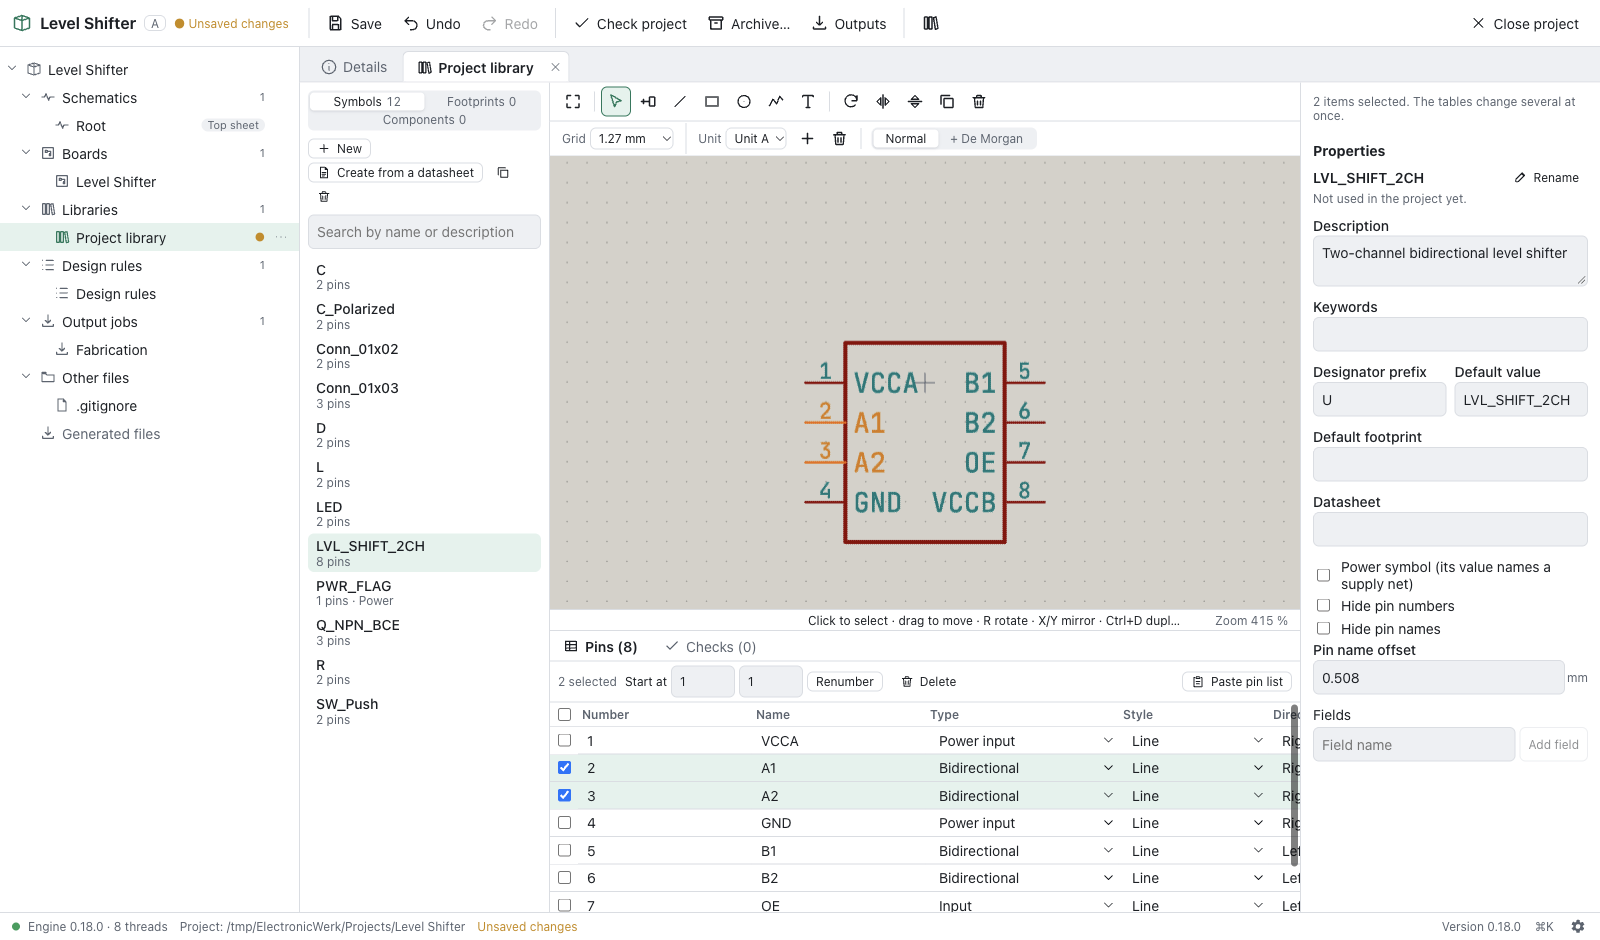 Level Shifter A Unsaved changes Save Undo Redo Check project Archive... Outputs Close project
Level Shifter
Schematics 1
Root Top sheet
Boards 1
Level Shifter
Libraries 1
Project library
Design rules 1
Design rules
Output jobs 1
Fabrication
Other files
.gitignore
Generated files
Details Project library
Symbols 12 Footprints 0
Components 0
New
Create from a datasheet
Search by name or description
C
2 pins
C_Polarized
2 pins
Conn_01x02
2 pins
Conn_01x03
3 pins
D
2 pins
L
2 pins
LED
2 pins
LVL_SHIFT_2CH
8 pins
PWR_FLAG
1 pins · Power
Q_NPN_BCE
3 pins
R
2 pins
SW_Push
2 pins
Grid 1.27 mm Unit Unit A Normal + De Morgan
1 VCCA B1 5
2 A1 B2 6
3 A2 OE 7
4 GND VCCB 8
Click to select · drag to move · R rotate · X/Y mirror · Ctrl+D dupl... Zoom 415 %
Pins (8) Checks (0)
2 selected Start at 1 1 Renumber Delete Paste pin list
Number Name Type Style
1 VCCA Power input Line
2 A1 Bidirectional Line
3 A2 Bidirectional Line
4 GND Power input Line
5 B1 Bidirectional Line
6 B2 Bidirectional Line
7 OE Input Line
2 items selected. The tables change several at
once.
Properties
LVL_SHIFT_2CH Rename
Not used in the project yet.
Description
Two-channel bidirectional level shifter
Keywords
Designator prefix Default value
U LVL_SHIFT_2CH
Default footprint
Datasheet
Power symbol (its value names a
supply net)
Hide pin numbers
Hide pin names
Pin name offset
0.508 mm
Fields
Field name Add field
Engine 0.18.0 · 8 threads Project: /tmp/ElectronicWerk/Projects/Level Shifter Unsaved changes Version 0.18.0 ⌘K